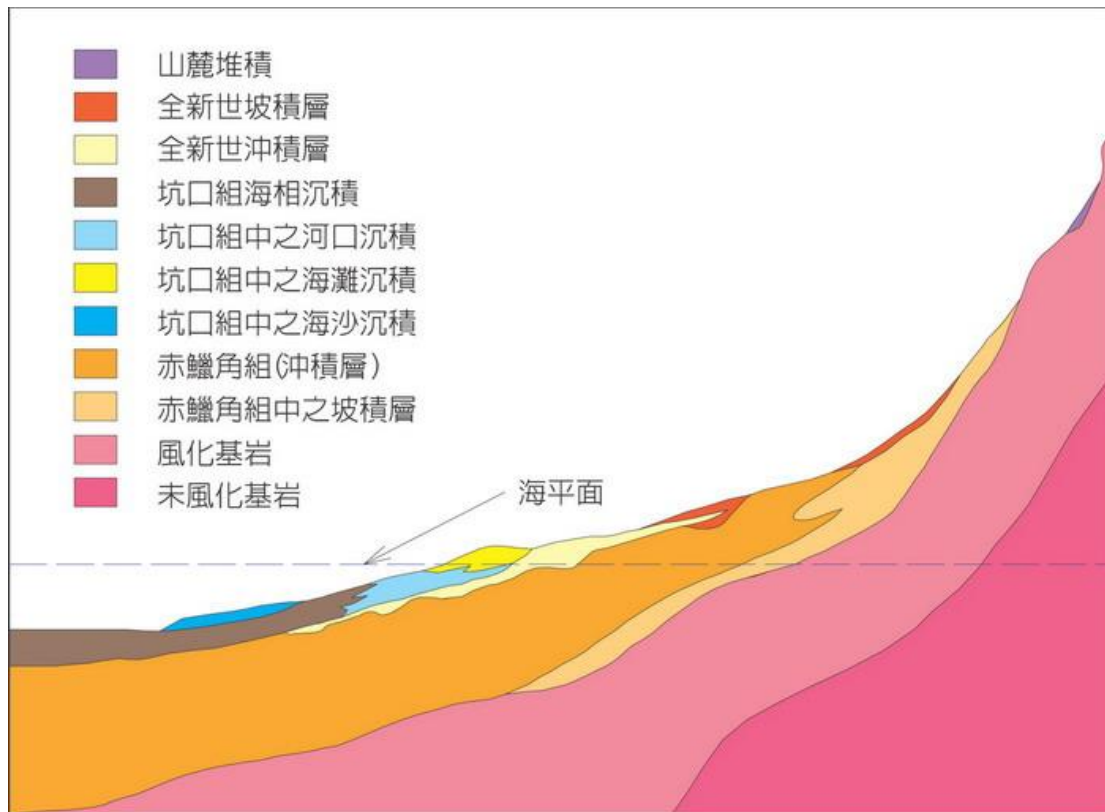 山麓堆積
全新世坡積層
全新世沖積層
坑口組海相沉積
坑口組中之河口沉積
坑口組中之海灘沉積
坑口組中之海沙沉積
赤鱲角組(沖積層)
赤鱲角組中之坡積層
風化基岩
未風化基岩
海平面